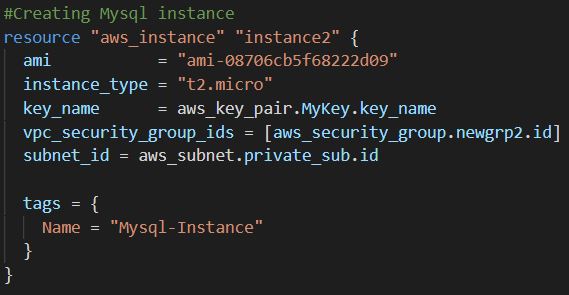 #Creating Mysql instance
resource "aws_instance" "instance2" {
  ami           = "ami-08706cb5f68222d09"
  instance_type = "t2.micro"
  key_name      = aws_key_pair.MyKey.key_name
  vpc_security_group_ids = [aws_security_group.newgrp2.id]
  subnet_id = aws_subnet.private_sub.id

  tags = {
    Name = "Mysql-Instance"
  }
}